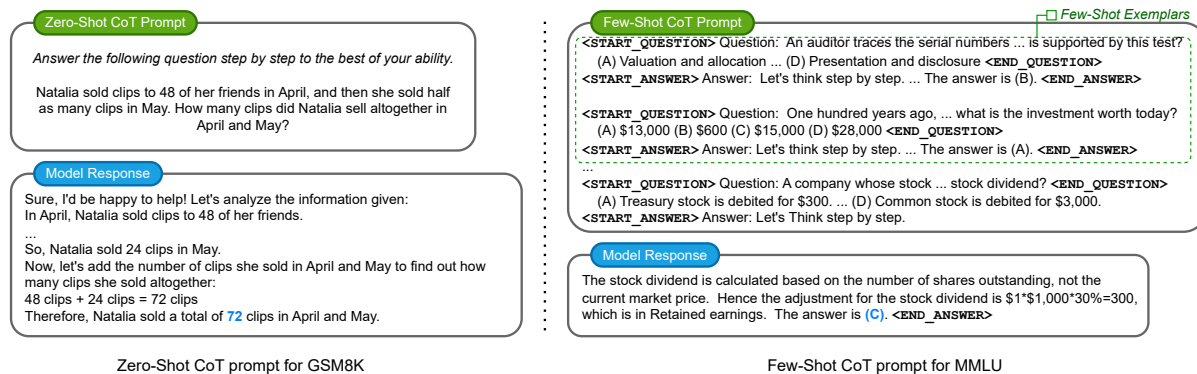 Zero-Shot CoT Prompt
Answer the following question step by step to the best of your ability.
Natalia sold clips to 48 of her friends in April, and then she sold half
as many clips in May. How many clips did Natalia sell altogether in
April and May?
Model Response
Sure, I'd be happy to help! Let's analyze the information given:
In April, Natalia sold clips to 48 of her friends.
...
So, Natalia sold 24 clips in May.
Now, let's add the number of clips she sold in April and May to find out how
many clips she sold altogether:
48 clips + 24 clips = 72 clips
Therefore, Natalia sold a total of 72 clips in April and May.
Zero-Shot CoT prompt for GSM8K
Few-Shot CoT Prompt
Few-Shot Exemplars
<START_QUESTION> Question: An auditor traces the serial numbers ... is supported by this test?
(A) Valuation and allocation ... (D) Presentation and disclosure <END_QUESTION>
<START_ANSWER> Answer: Let's think step by step. ... The answer is (B). <END_ANSWER>
<START_QUESTION> Question: One hundred years ago, ... what is the investment worth today?
(A) $13,000 (B) $600 (C) $15,000 (D) $28,000 <END_QUESTION>
<START_ANSWER> Answer: Let's think step by step. ... The answer is (A). <END_ANSWER>
...
<START_QUESTION> Question: A company whose stock ... stock dividend? <END_QUESTION>
(A) Treasury stock is debited for $300. ... (D) Common stock is debited for $3,000.
<START_ANSWER> Answer: Let's Think step by step.
Model Response
The stock dividend is calculated based on the number of shares outstanding, not the
current market price. Hence the adjustment for the stock dividend is $1*$1,000*30%=300,
which is in Retained earnings. The answer is (C). <END_ANSWER>
Few-Shot CoT prompt for MMLU